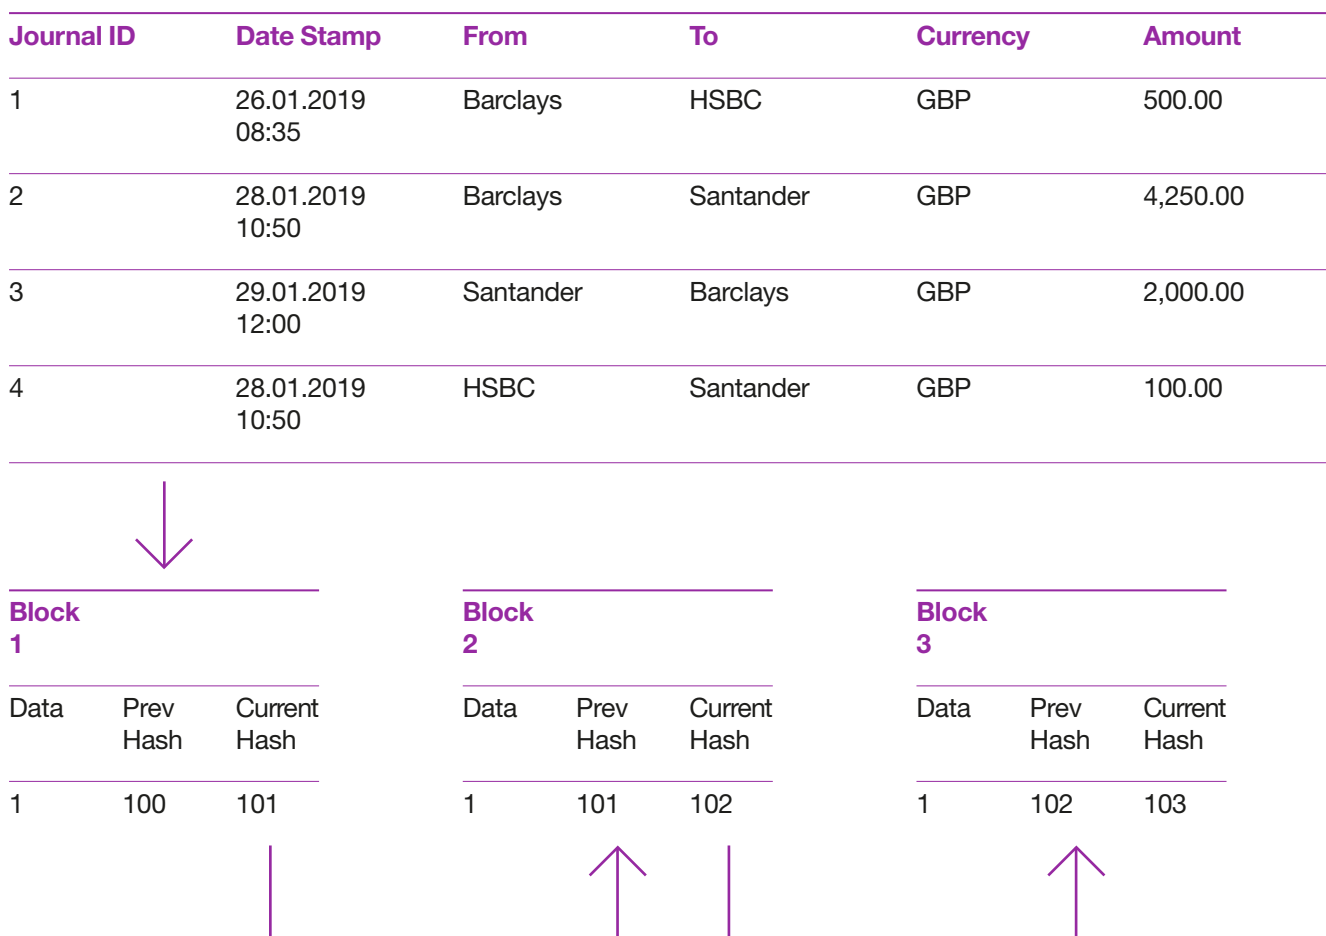 Journal ID Date Stamp From To Currency Amount
1 26.01.2019 Barclays HSBC GBP 500.00
08:35
2 28.01.2019 Barclays Santander GBP 4,250.00
10:50
3 29.01.2019 Santander Barclays GBP 2,000.00
12:00
4 28.01.2019 HSBC Santander GBP 100.00
10:50
Block Block Block
1 2 3
Data Prev Current Data Prev Current Data Prev Current
Hash Hash Hash Hash Hash Hash
1 100 101 1 101 102 1 102 103